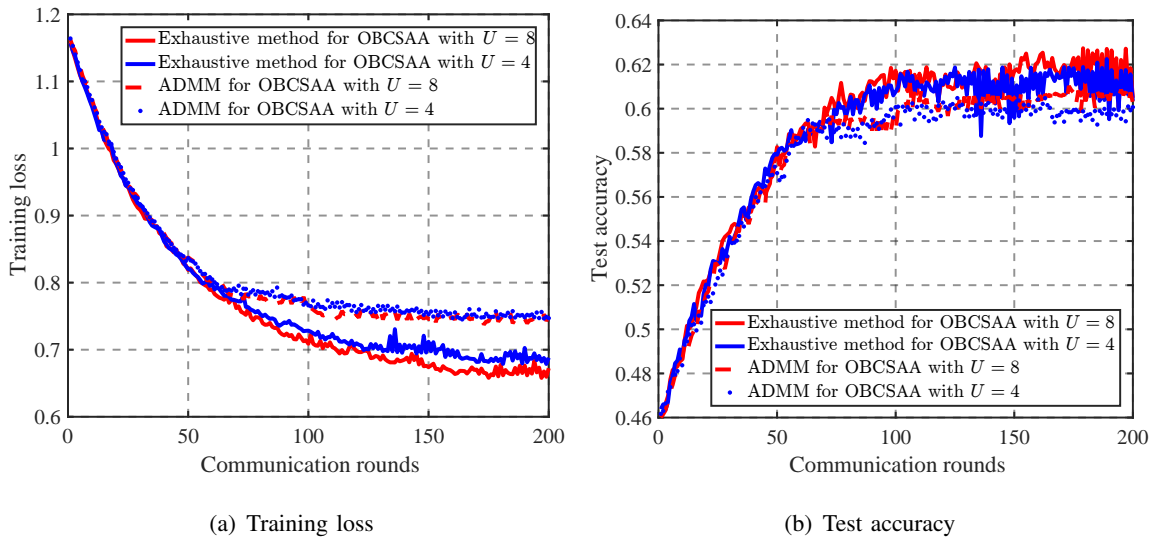 1.2
1.1
1
0.9
0.8
0.7
0.6
Training loss
Exhaustive method for OBCSAA with U = 8
Exhaustive method for OBCSAA with U = 4
ADMM for OBCSAA with U = 8
ADMM for OBCSAA with U = 4
0 50 100 150 200
Communication rounds
(a) Training loss
0.64
0.62
0.6
0.58
0.56
0.54
0.52
0.5
0.48
0.46
Test accuracy
Exhaustive method for OBCSAA with U = 8
Exhaustive method for OBCSAA with U = 4
ADMM for OBCSAA with U = 8
ADMM for OBCSAA with U = 4
0 50 100 150 200
Communication rounds
(b) Test accuracy